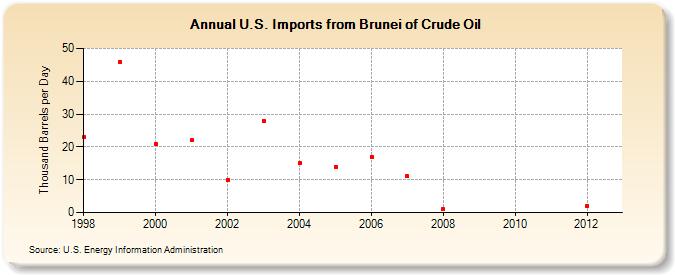 Annual U.S. Imports from Brunei of Crude Oil
Thousand Barrels per Day
50
40
30
20
10
0
1998 2000 2002 2004 2006 2008 2010 2012
Source: U.S. Energy Information Administration